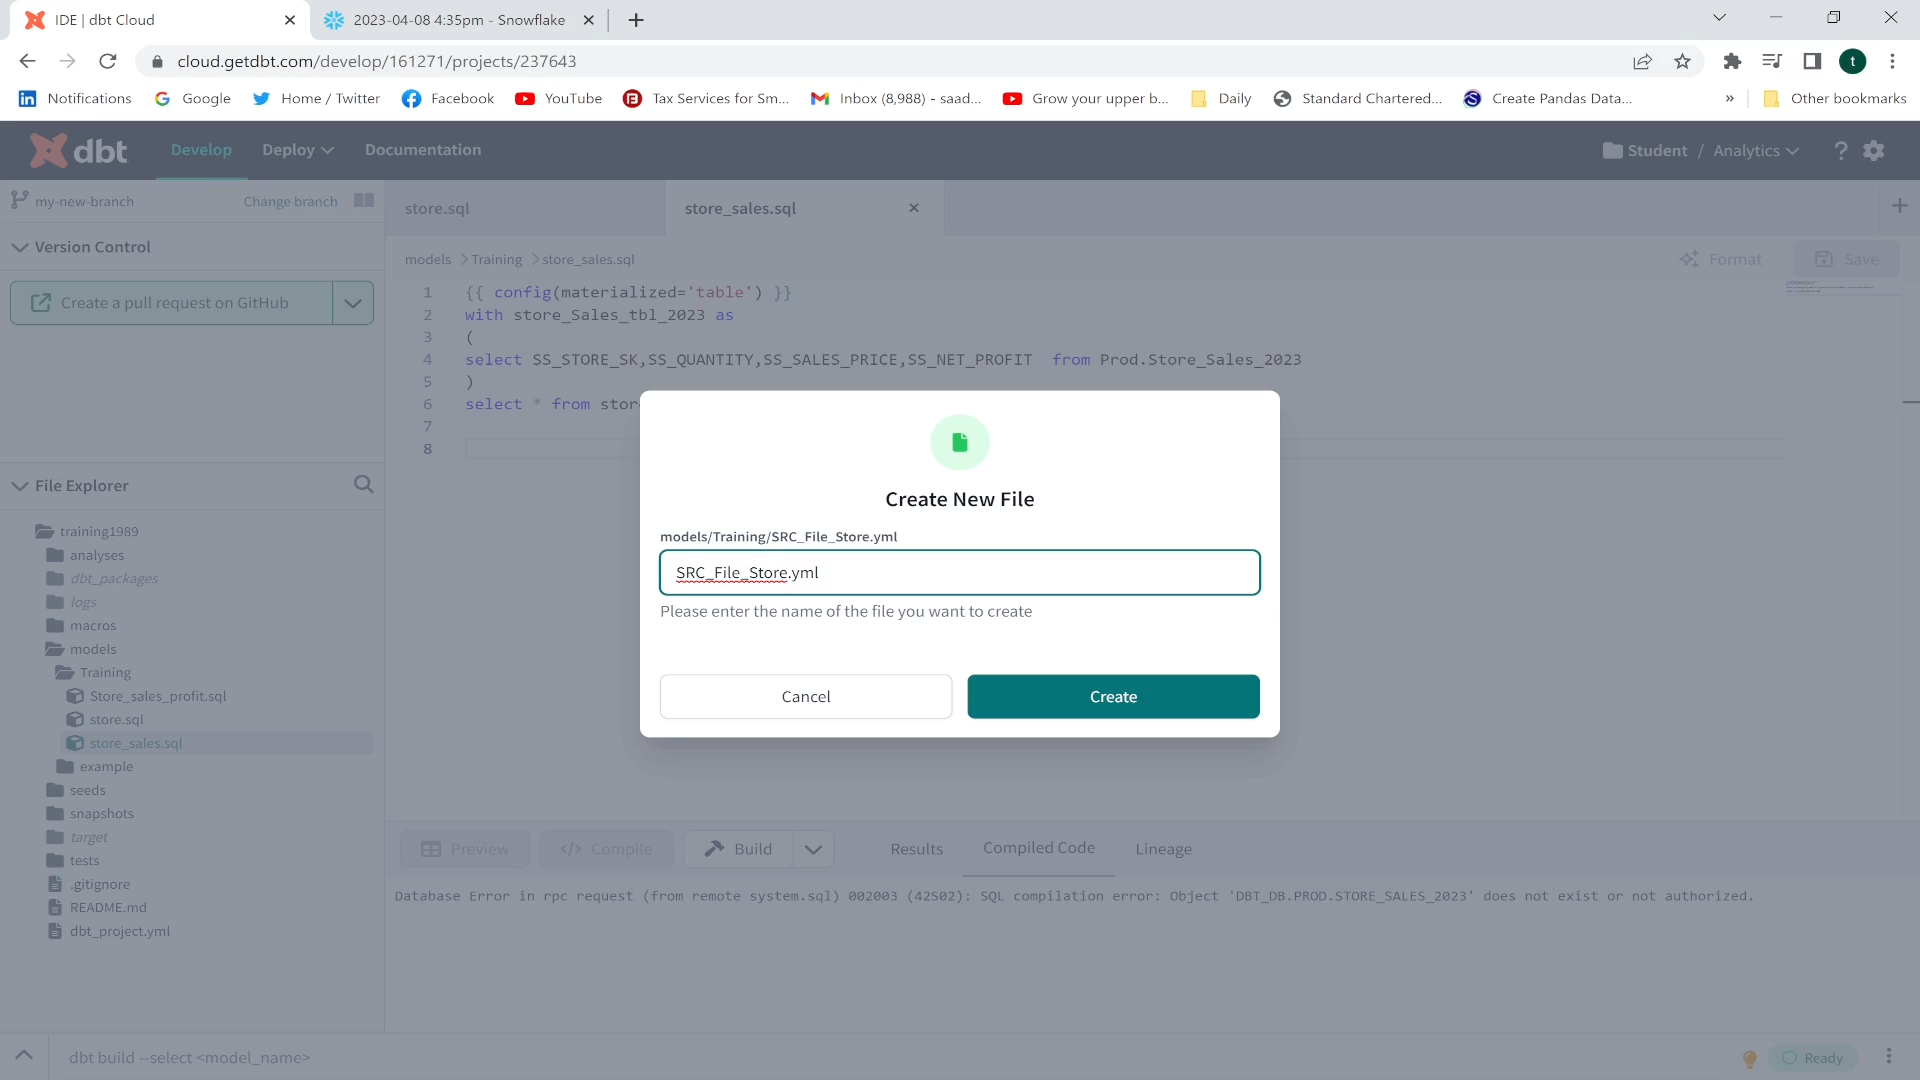 IDE | dbt Cloud
2023-04-08 4:35pm - Snowflake
cloud.getdbt.com/develop/161271/projects/237643
t
Notifications
Google
Home / Twitter
Facebook
YouTube
Tax Services for Sm...
Inbox (8,988) - saad...
Grow your upper b...
Daily
Standard Chartered...
Create Pandas Data...
»
Other bookmarks
dbt
Develop
Deploy
Documentation
Student / Analytics
?
my-new-branch
Change branch
store.sql
store_sales.sql
Version Control
models > Training > store_sales.sql
Format
Save
Create a pull request on GitHub
1 {{ config(materialized='table') }}
2 with store_Sales_tbl_2023 as
3 (
4 select SS_STORE_SK,SS_QUANTITY,SS_SALES_PRICE,SS_NET_PROFIT from Prod.Store_Sales_2023
5 )
6 select * from stor
7
8
Create New File
models/Training/SRC_File_Store.yml
SRC_File_Store.yml
Please enter the name of the file you want to create
Cancel
Create
File Explorer
training1989
analyses
dbt_packages
logs
macros
models
Training
Store_sales_profit.sql
store.sql
store_sales.sql
example
seeds
snapshots
target
tests
.gitignore
README.md
dbt_project.yml
Preview
</> Compile
Build
Results
Compiled Code
Lineage
Database Error in rpc request (from remote system.sql) 002003 (42S02): SQL compilation error: Object 'DBT_DB.PROD.STORE_SALES_2023' does not exist or not authorized.
dbt build --select <model_name>
Ready